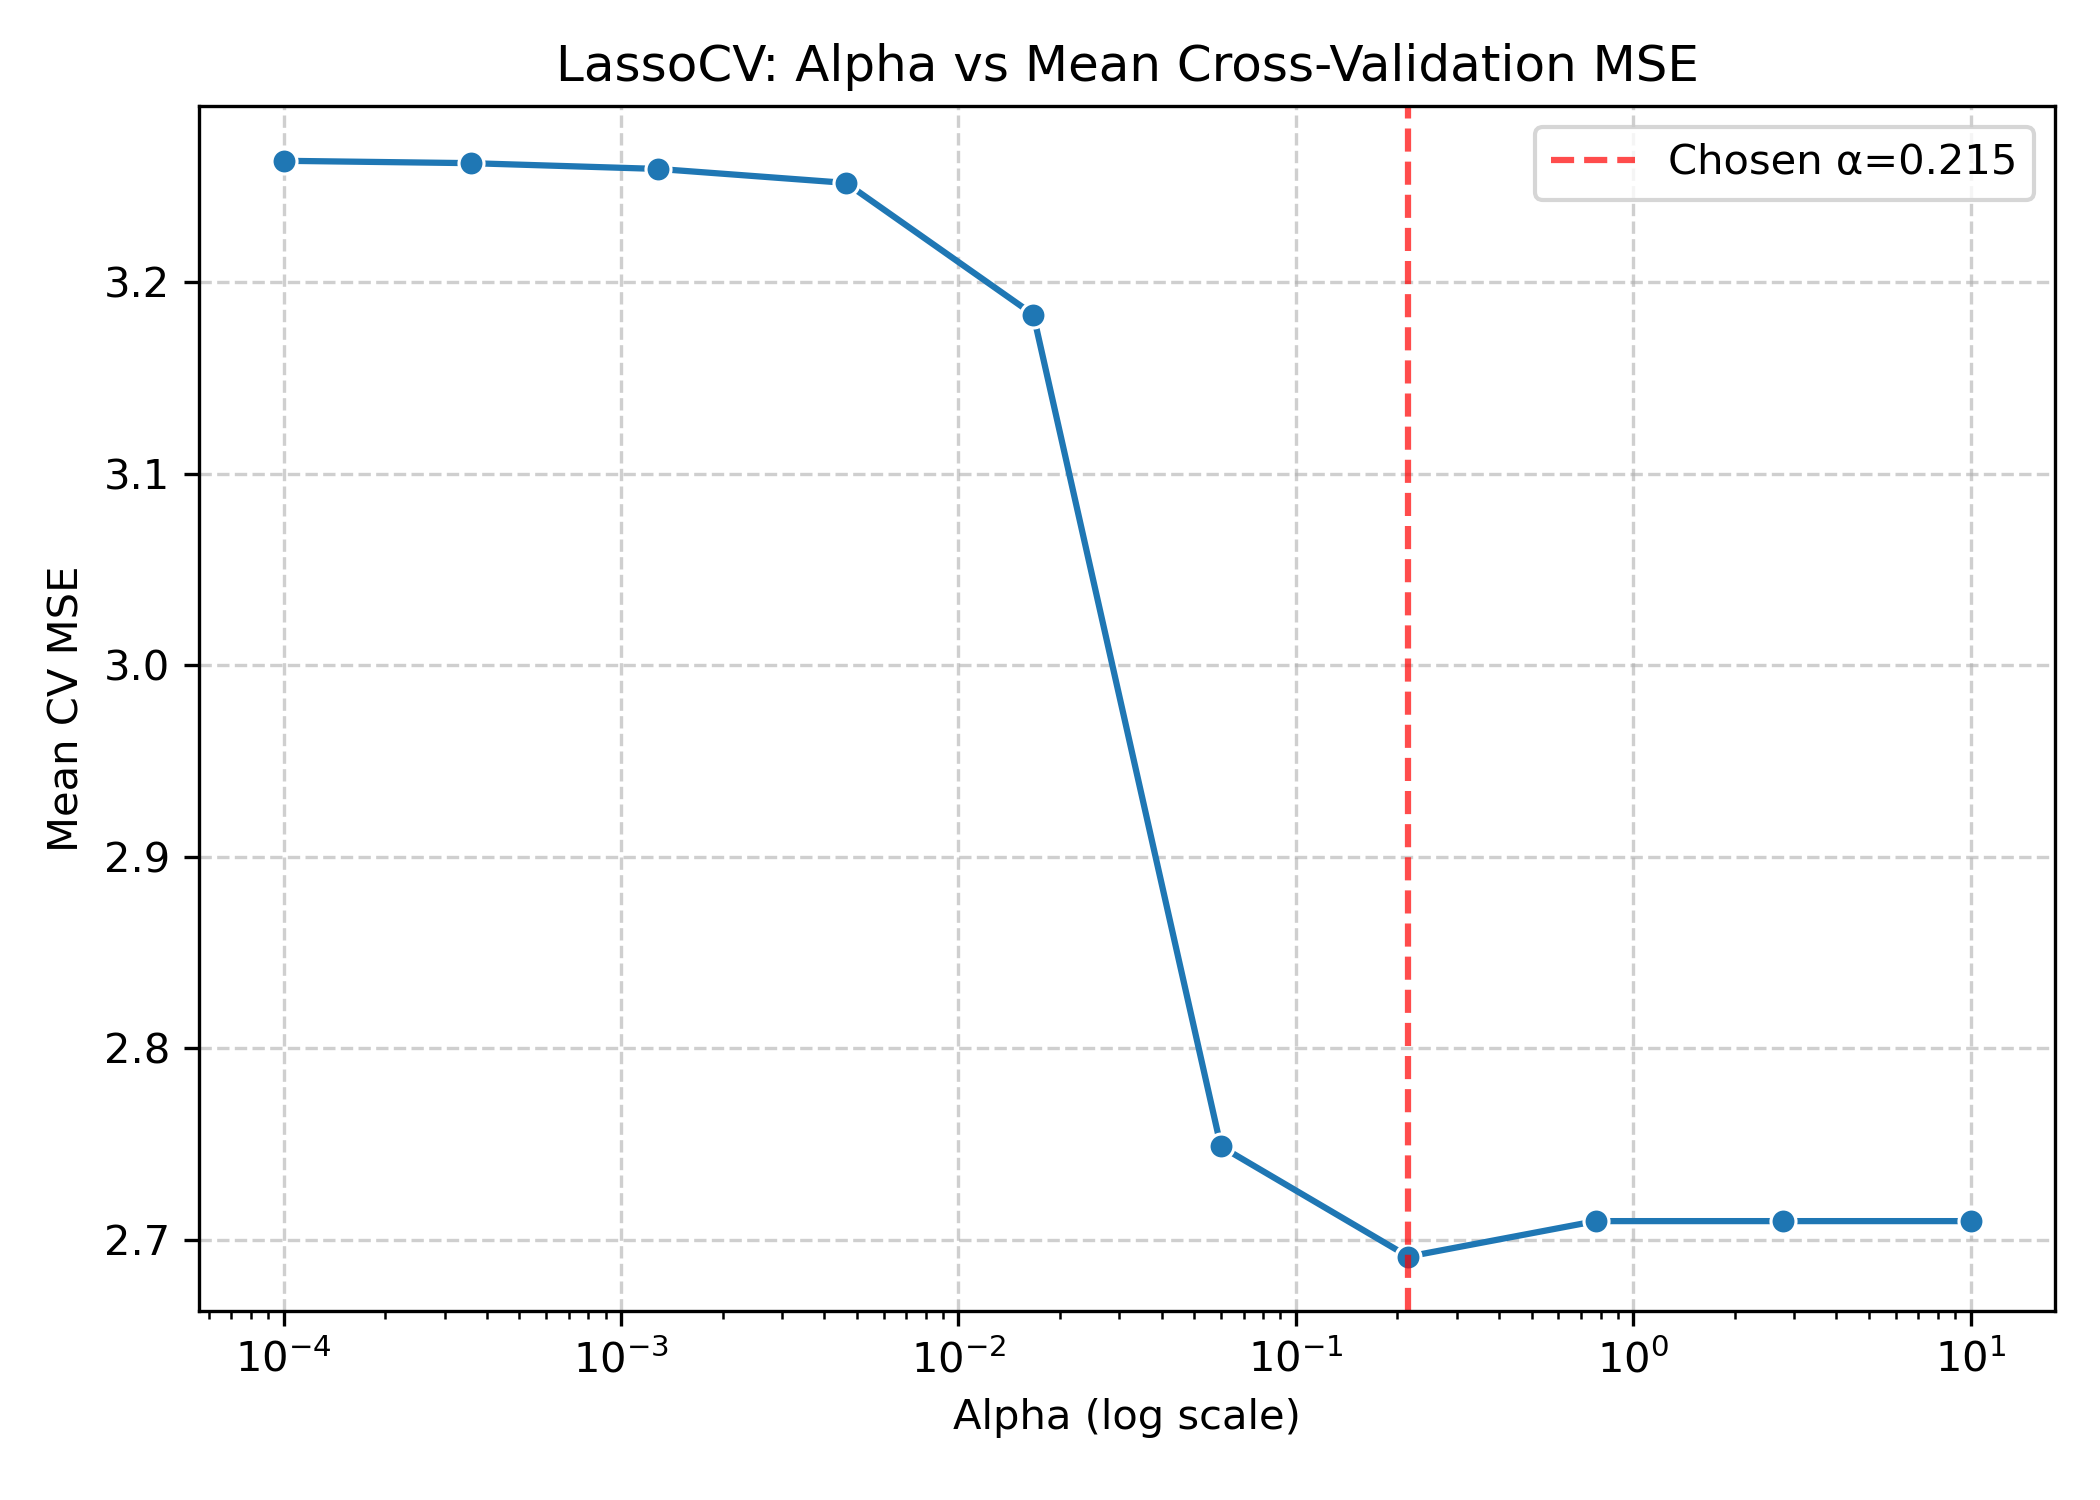 LassoCV: Alpha vs Mean Cross-Validation MSE
Chosen α=0.215
Mean CV MSE
3.2
3.1
3.0
2.9
2.8
2.7
10⁻⁴ 10⁻³ 10⁻² 10⁻¹ 10⁰ 10¹
Alpha (log scale)